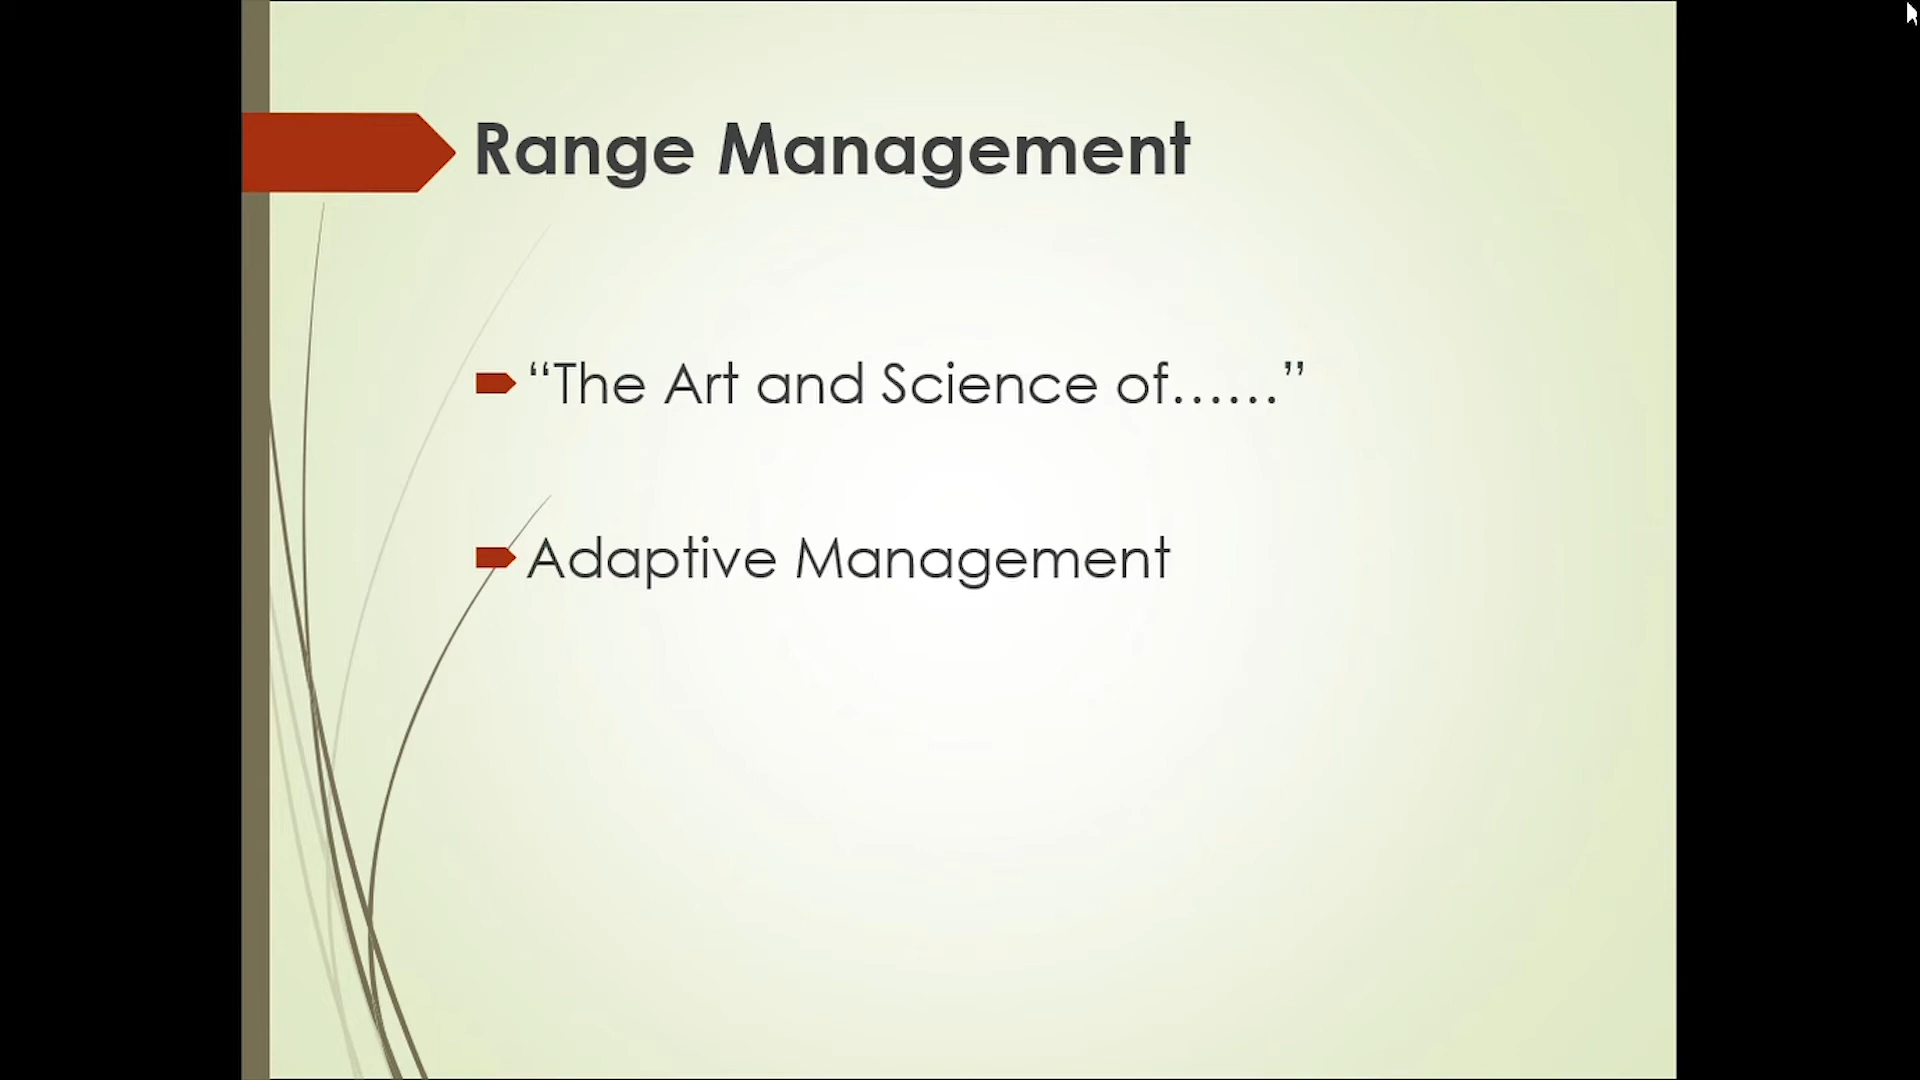 Range Management
“The Art and Science of......”
Adaptive Management